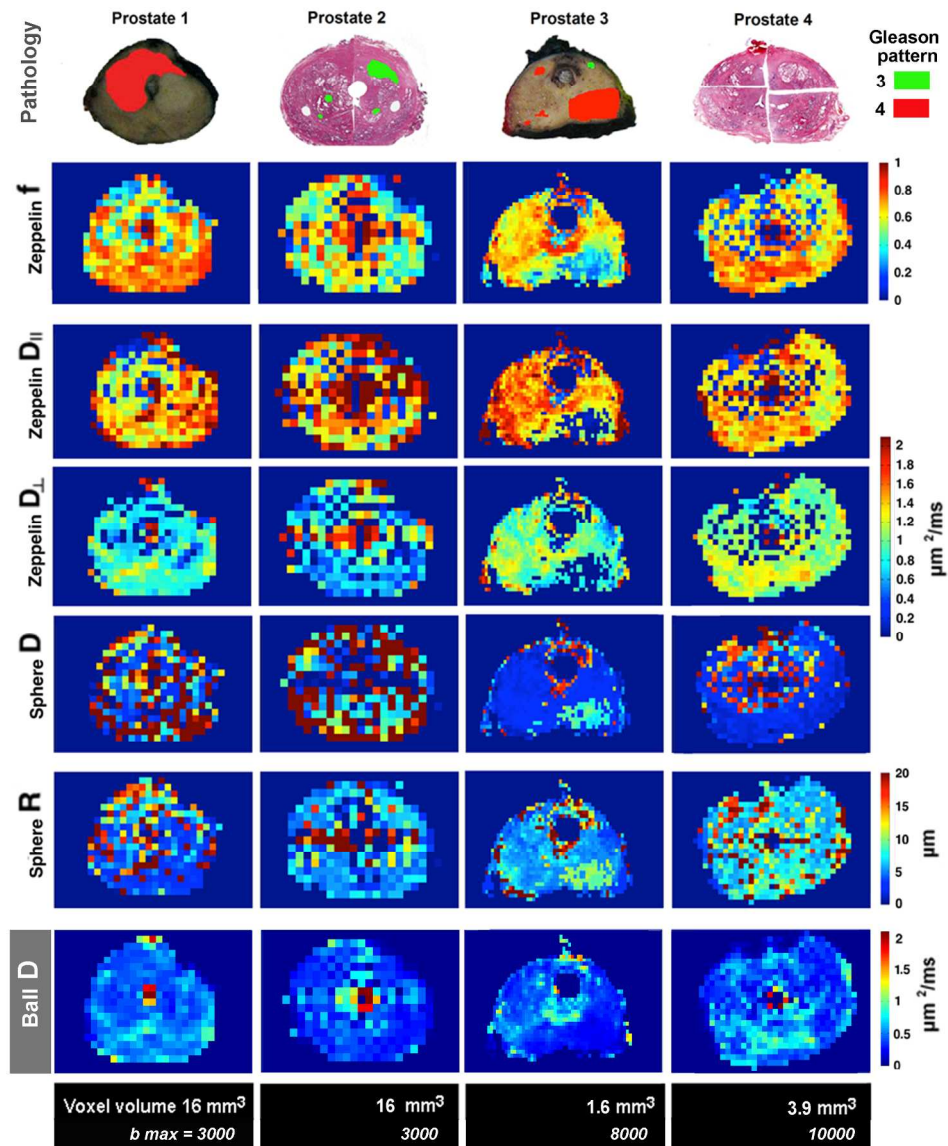 Prostate 1 Prostate 2 Prostate 3 Prostate 4
Pathology
Gleason
pattern
3
4
Zeppelin f
1
0.8
0.6
0.4
0.2
0
Zeppelin D||
Zeppelin D⊥
2
1.8
1.6
1.4
1.2
1
0.8
0.6
0.4
0.2
0
µm ²/ms
Sphere D
Sphere R
20
15
10
5
0
µm
Ball D
2
1.5
1
0.5
0
µm ²/ms
Voxel volume 16 mm³ 16 mm³ 1.6 mm³ 3.9 mm³
b max = 3000 3000 8000 10000